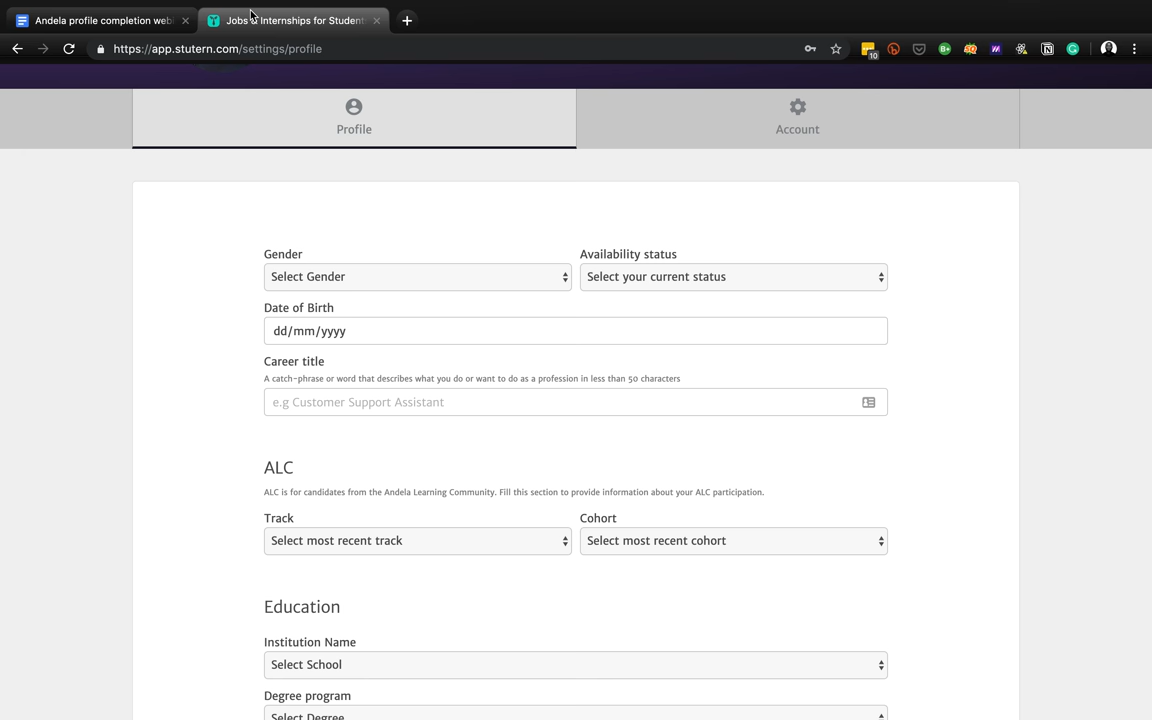 Andela profile completion webi
Jobs & Internships for Student
https://app.stutern.com/settings/profile
10
Profile
Account
Gender
Availability status
Select Gender
Select your current status
Date of Birth
dd/mm/yyyy
Career title
A catch-phrase or word that describes what you do or want to do as a profession in less than 50 characters
e.g Customer Support Assistant
ALC
ALC is for candidates from the Andela Learning Community. Fill this section to provide information about your ALC participation.
Track
Cohort
Select most recent track
Select most recent cohort
Education
Institution Name
Select School
Degree program
Select Degree